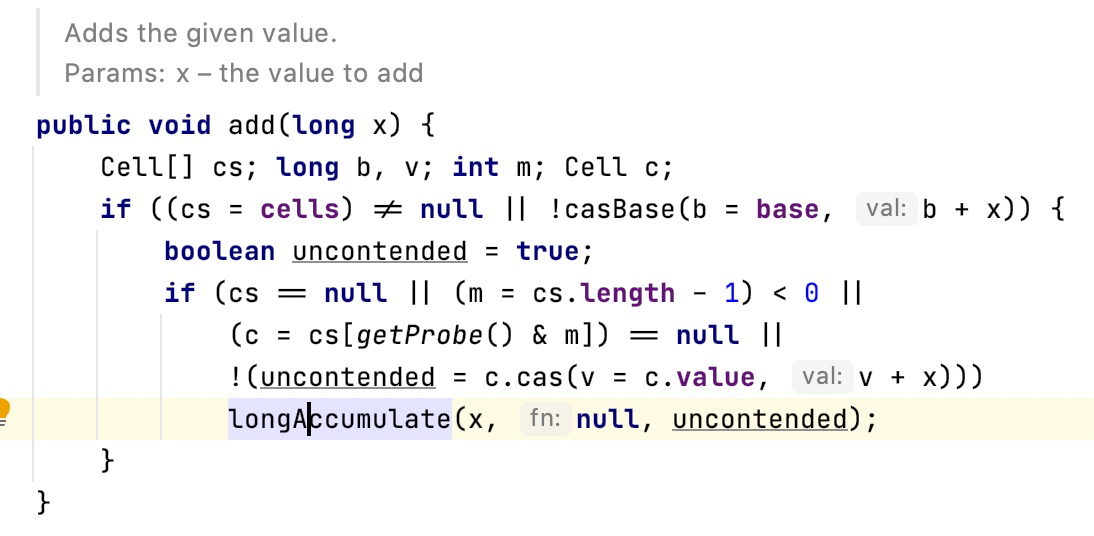 Adds the given value.
Params: x – the value to add
public void add(long x) {
Cell[] cs; long b, v; int m; Cell c;
if ((cs = cells) ≠ null || !casBase(b = base, val: b + x)) {
boolean uncontended = true;
if (cs == null || (m = cs.length - 1) < 0 ||
(c = cs[getProbe() & m]) == null ||
!(uncontended = c.cas(v = c.value, val: v + x)))
longAccumulate(x, fn: null, uncontended);
}
}